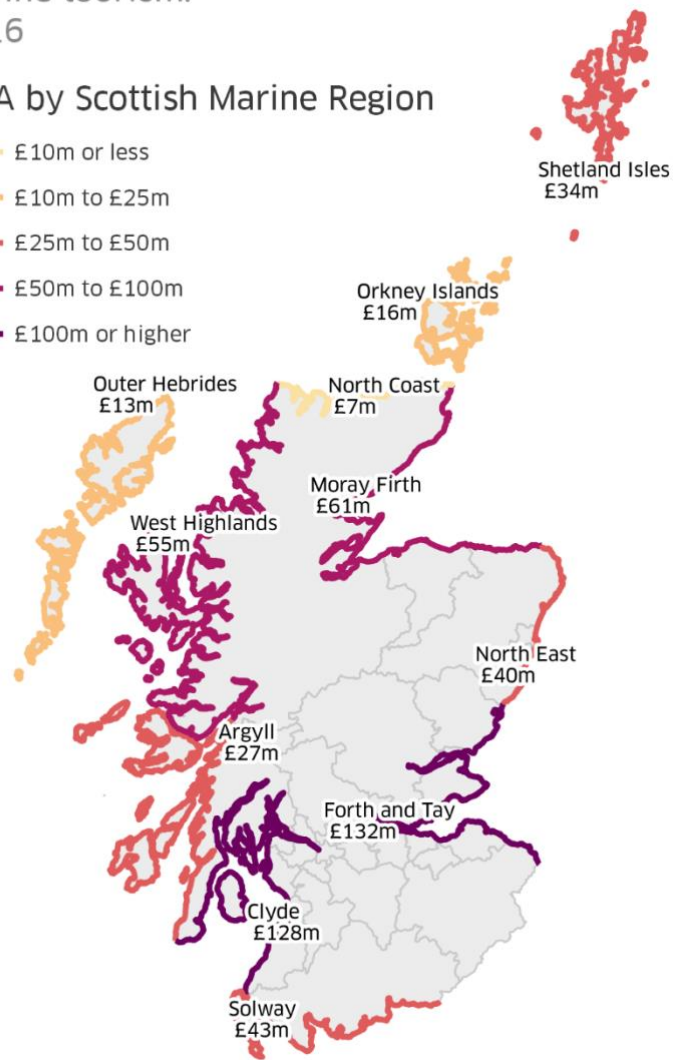 tourism.
A by Scottish Marine Region
£10m or less
£10m to £25m
£25m to £50m
£50m to £100m
£100m or higher
Shetland Isles
£34m
Orkney Islands
£16m
Outer Hebrides
£13m
North Coast
£7m
Moray Firth
£61m
West Highlands
£55m
North East
£40m
Argyll
£27m
Forth and Tay
£132m
Clyde
£128m
Solway
£43m